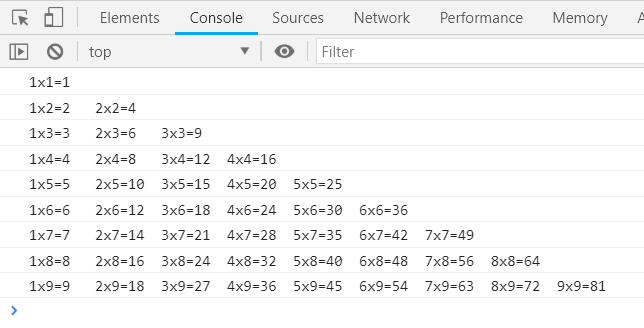 Elements Console Sources Network Performance Memory
top Filter
1x1=1
1x2=2 2x2=4
1x3=3 2x3=6 3x3=9
1x4=4 2x4=8 3x4=12 4x4=16
1x5=5 2x5=10 3x5=15 4x5=20 5x5=25
1x6=6 2x6=12 3x6=18 4x6=24 5x6=30 6x6=36
1x7=7 2x7=14 3x7=21 4x7=28 5x7=35 6x7=42 7x7=49
1x8=8 2x8=16 3x8=24 4x8=32 5x8=40 6x8=48 7x8=56 8x8=64
1x9=9 2x9=18 3x9=27 4x9=36 5x9=45 6x9=54 7x9=63 8x9=72 9x9=81